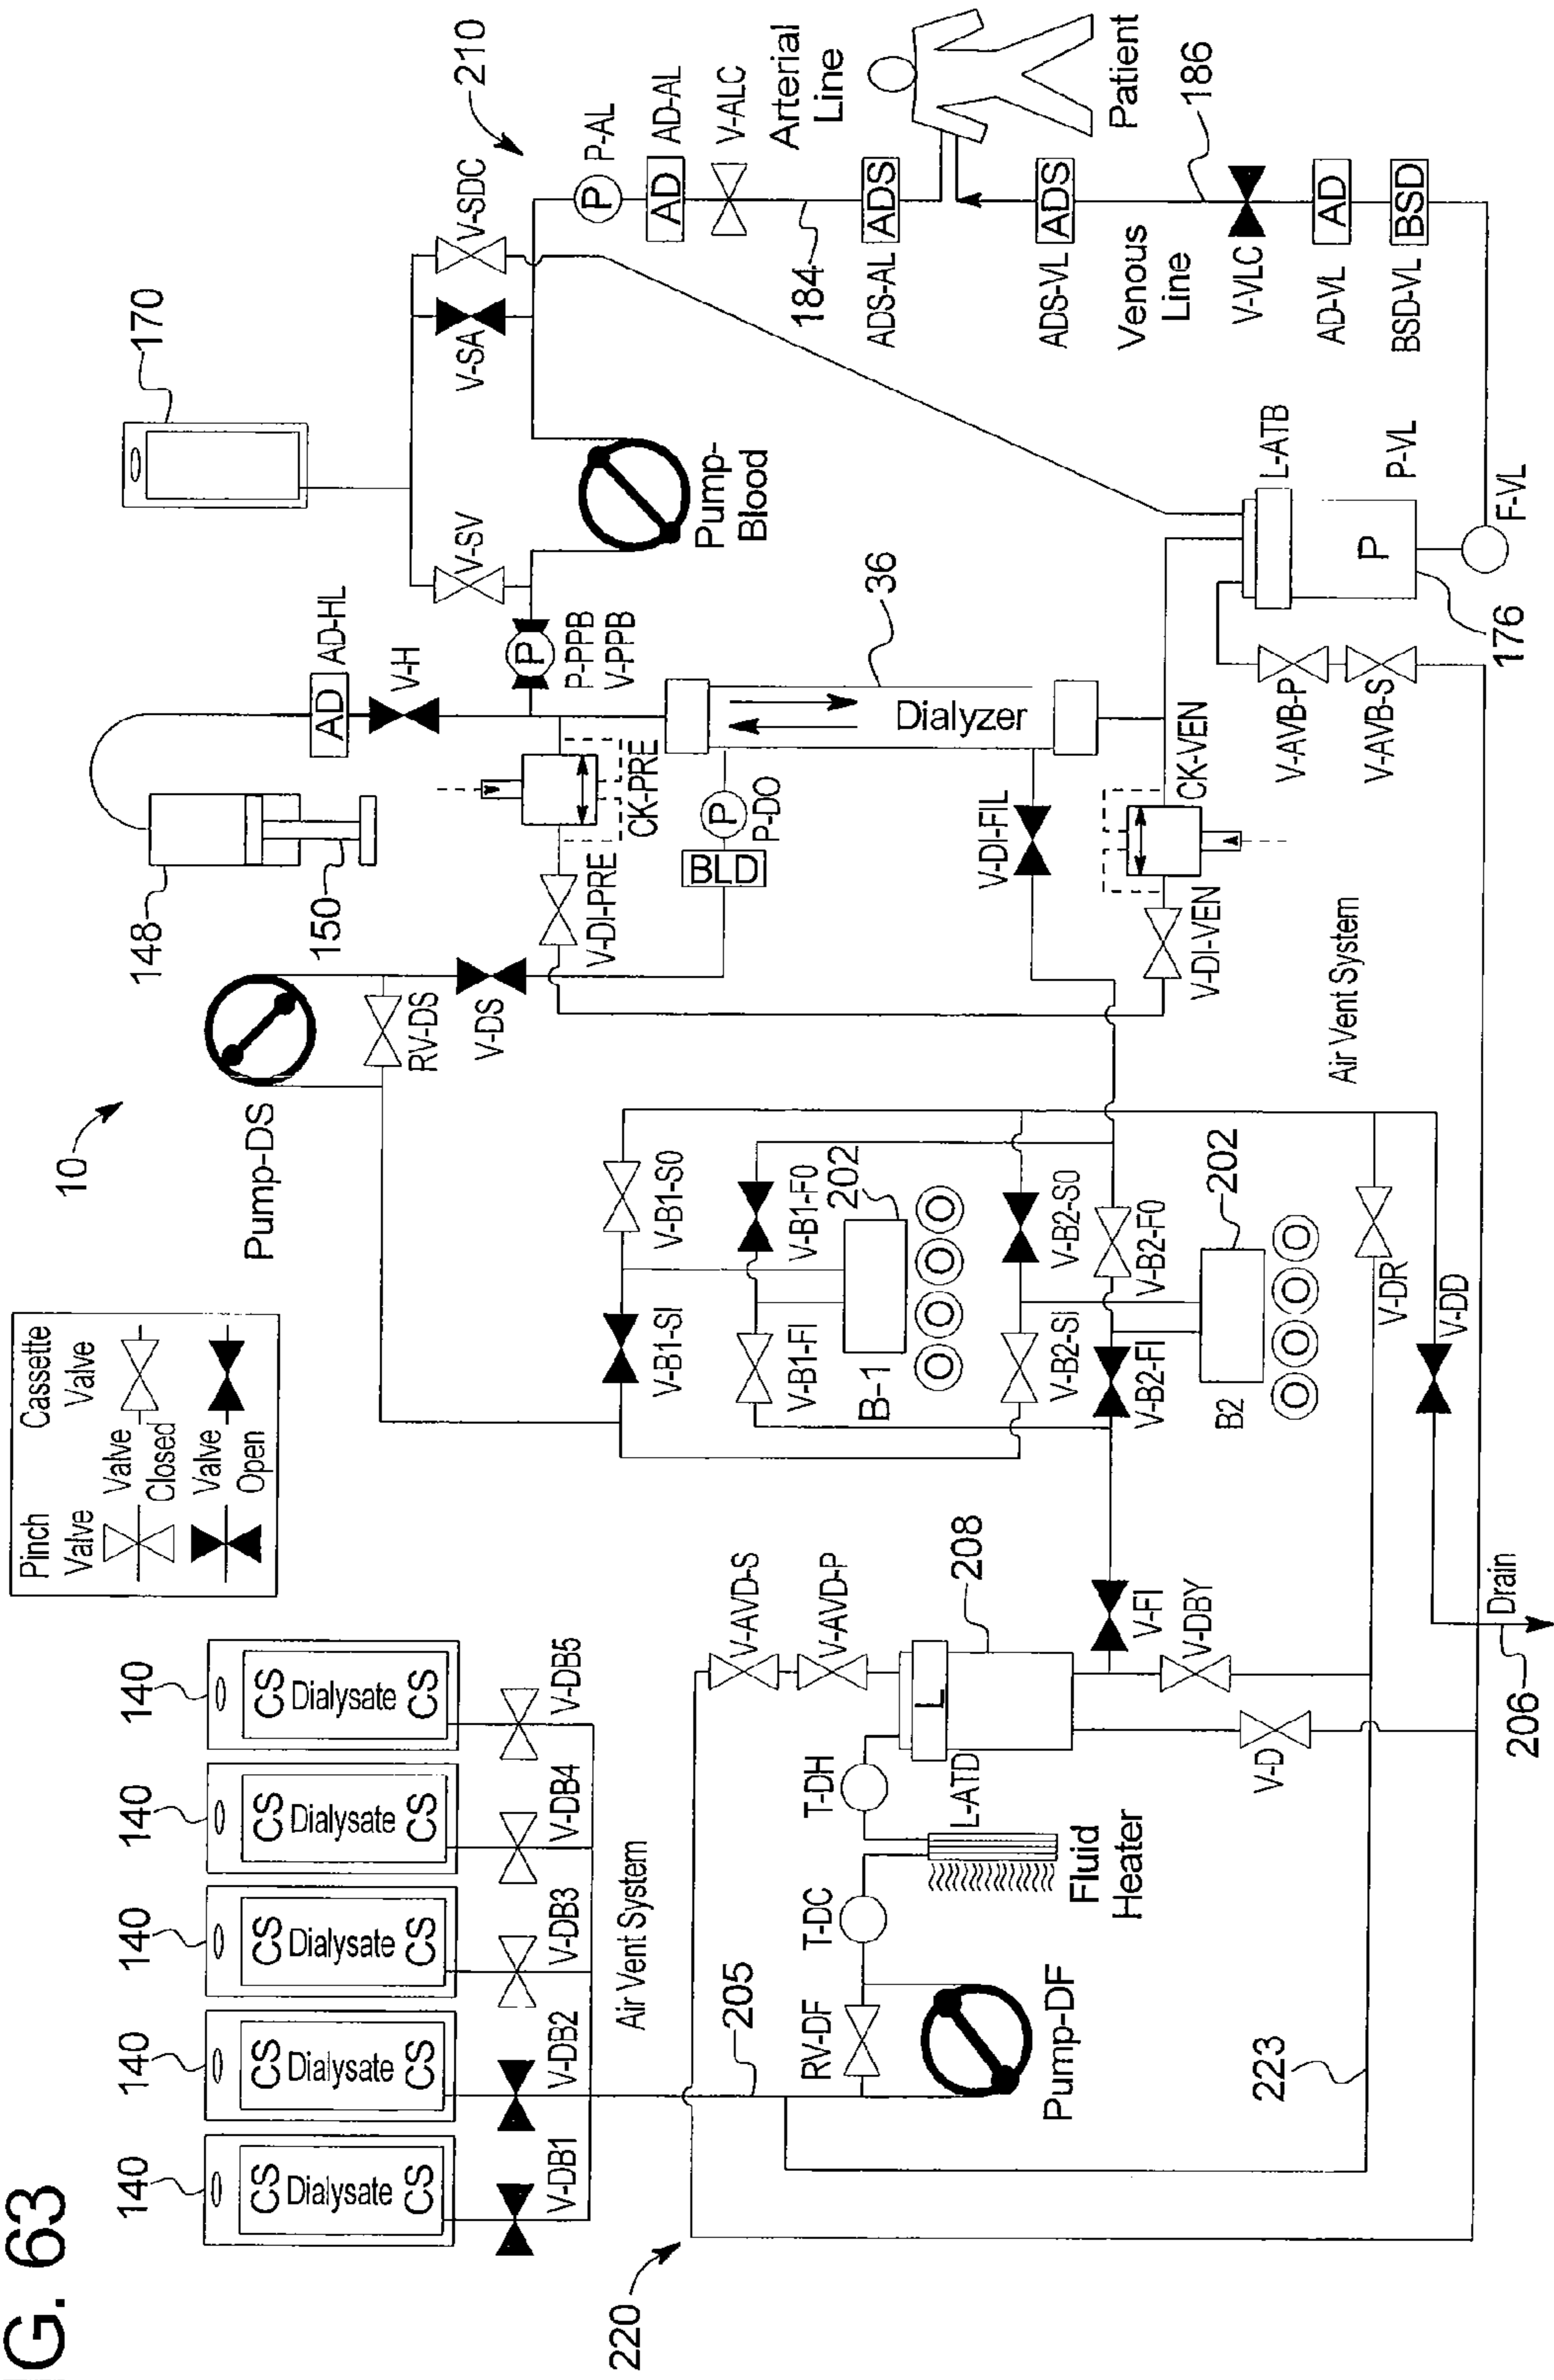 FIG. 63
10
Pinch Valve
Cassette Valve
Valve Closed
Valve Open
140
140
140
140
140
CS Dialysate CS
CS Dialysate CS
CS Dialysate CS
CS Dialysate CS
CS Dialysate CS
V-DB1
V-DB2
V-DB3
V-DB4
V-DB5
Air Vent System
220
205
RV-DF
Pump-DF
T-DC
T-DH
Fluid Heater
L-ATD
L
208
V-AVD-S
V-AVD-P
V-FI
V-DBY
V-D
223
206
Drain
V-DD
V-DR
Pump-DS
RV-DS
V-DS
V-B1-SI
V-B1-S0
V-B1-FI
V-B1-F0
B-1
202
V-B2-SI
V-B2-S0
V-B2-FI
V-B2-F0
B2
202
Air Vent System
148
150
AD
AD-HL
V-H
V-DI-PRE
CK-PRE
BLD
P
P-DO
V-DI-FIL
V-DI-VEN
CK-VEN
Dialyzer
36
P
P-PPB
V-PPB
V-SV
170
V-SA
V-SDC
Pump-Blood
210
P
P-AL
AD
AD-AL
V-ALC
Arterial Line
184
ADS
ADS-AL
Patient
ADS
ADS-VL
Venous Line
186
V-VLC
AD
AD-VL
BSD
BSD-VL
L-ATB
P
P-VL
F-VL
176
V-AVB-P
V-AVB-S